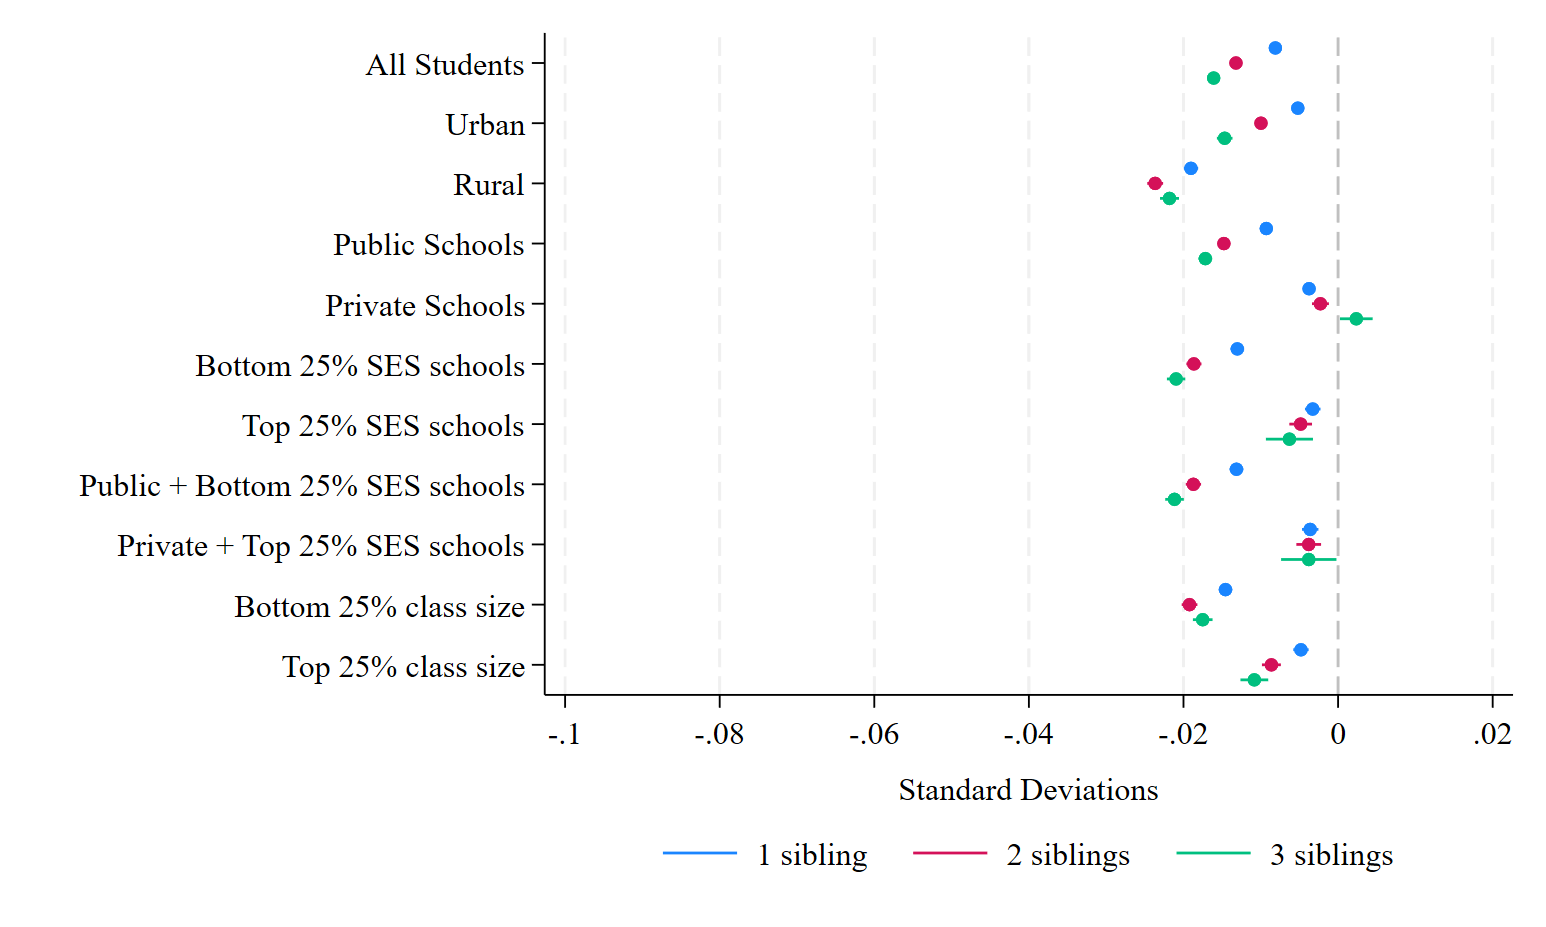 All Students
Urban
Rural
Public Schools
Private Schools
Bottom 25% SES schools
Top 25% SES schools
Public + Bottom 25% SES schools
Private + Top 25% SES schools
Bottom 25% class size
Top 25% class size
-.1 -.08 -.06 -.04 -.02 0 .02
Standard Deviations
1 sibling 2 siblings 3 siblings